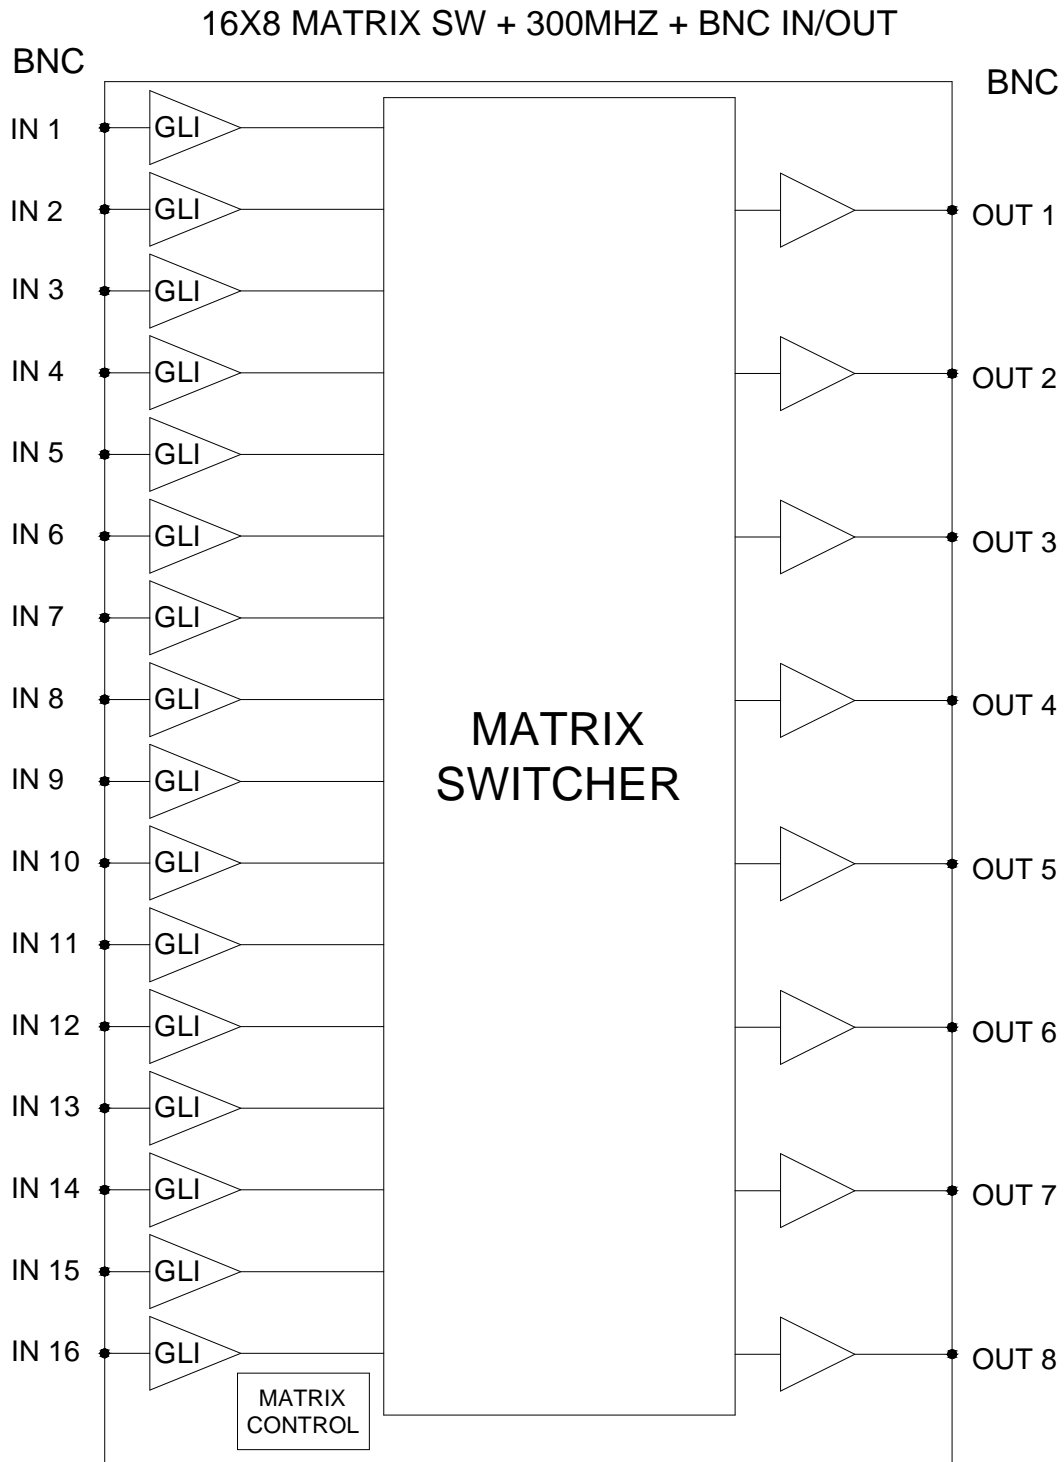 16X8 MATRIX SW + 300MHZ + BNC IN/OUT
BNC
BNC
IN 1 GLI
IN 2 GLI OUT 1
IN 3 GLI
IN 4 GLI OUT 2
IN 5 GLI
IN 6 GLI OUT 3
IN 7 GLI
IN 8 GLI OUT 4
MATRIX
SWITCHER
IN 9 GLI
IN 10 GLI OUT 5
IN 11 GLI
IN 12 GLI OUT 6
IN 13 GLI
IN 14 GLI OUT 7
IN 15 GLI
IN 16 GLI OUT 8
MATRIX
CONTROL